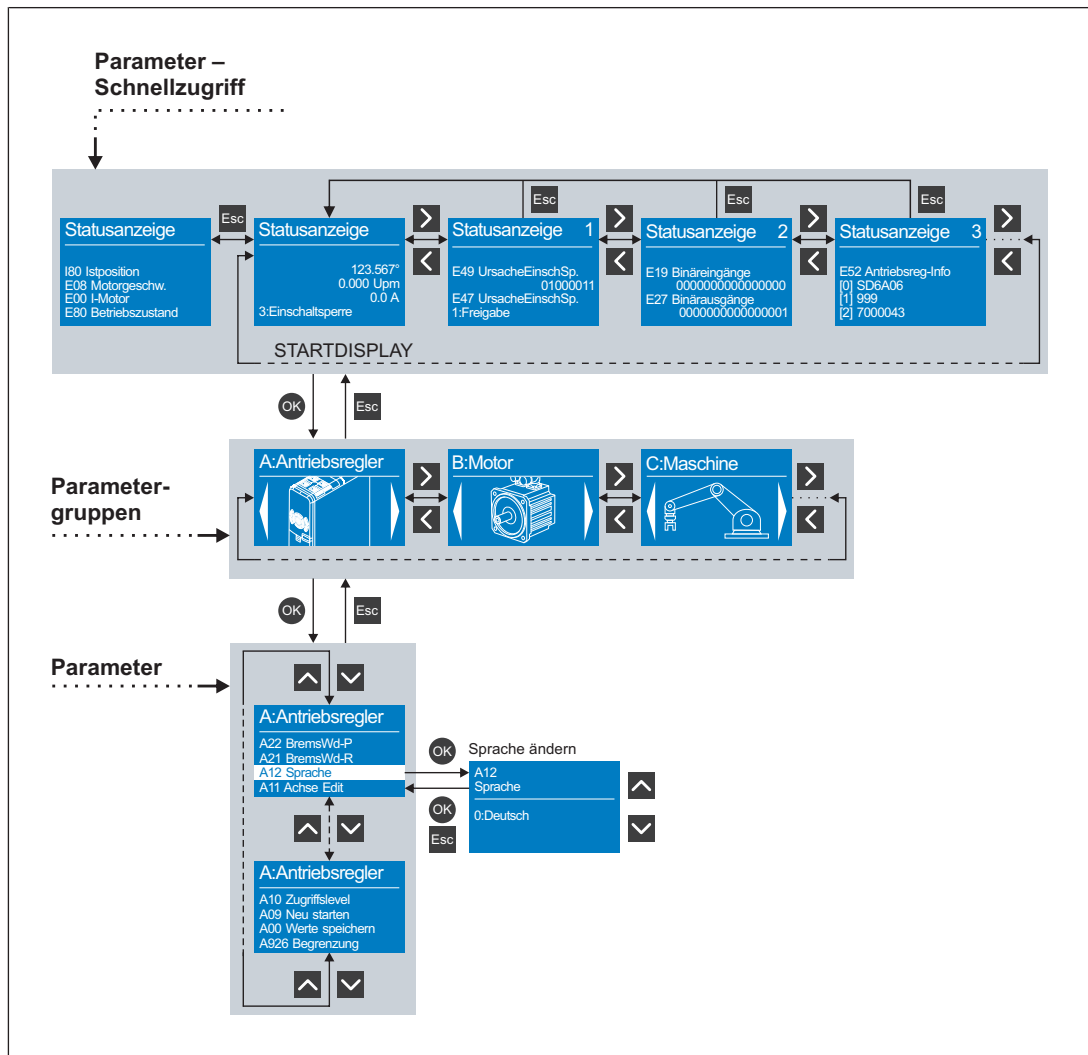 Parameter –
Schnellzugriff
Esc
Esc
Esc
Esc
Statusanzeige
I80 Istposition
E08 Motorgeschw.
E00 I-Motor
E80 Betriebszustand
Statusanzeige
123.567°
0.000 Upm
0.0 A
3:Einschaltsperre
Statusanzeige 1
E49 UrsacheEinschSp.
01000011
E47 UrsacheEinschSp.
1:Freigabe
Statusanzeige 2
E19 Binäreingänge
0000000000000000
E27 Binärausgänge
0000000000000001
Statusanzeige 3
E52 Antriebsreg-Info
[0] SD6A06
[1] 999
[2] 7000043
STARTDISPLAY
OK
Esc
Parameter-
gruppen
A:Antriebsregler
B:Motor
C:Maschine
OK
Esc
Parameter
A:Antriebsregler
A22 BremsWd-P
A21 BremsWd-R
A12 Sprache
A11 Achse Edit
OK
Sprache ändern
A12
Sprache
0:Deutsch
OK
Esc
A:Antriebsregler
A10 Zugriffslevel
A09 Neu starten
A00 Werte speichern
A926 Begrenzung